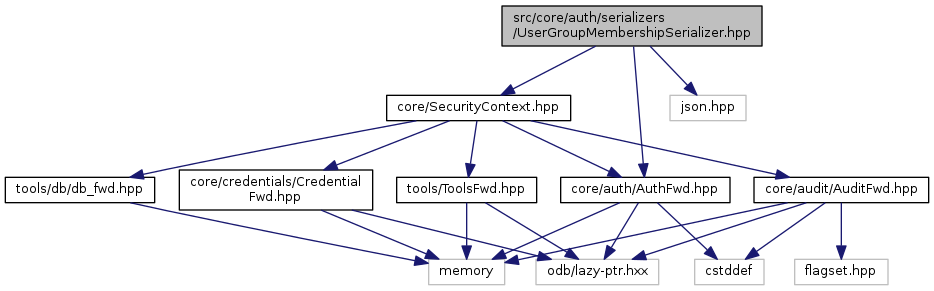 src/core/auth/serializers
/UserGroupMembershipSerializer.hpp
core/SecurityContext.hpp
json.hpp
tools/db/db_fwd.hpp
core/credentials/Credential
Fwd.hpp
tools/ToolsFwd.hpp
core/auth/AuthFwd.hpp
core/audit/AuditFwd.hpp
memory
odb/lazy-ptr.hxx
cstddef
flagset.hpp